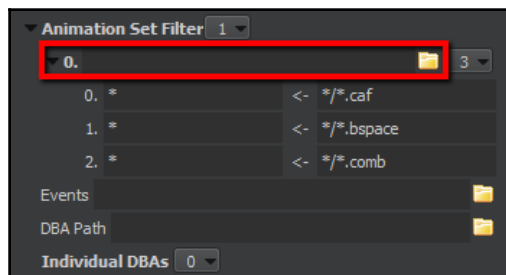 Animation Set Filter 1
0. 3
0. * <- */*.caf
1. * <- */*.bspace
2. * <- */*.comb
Events
DBA Path
Individual DBAs 0